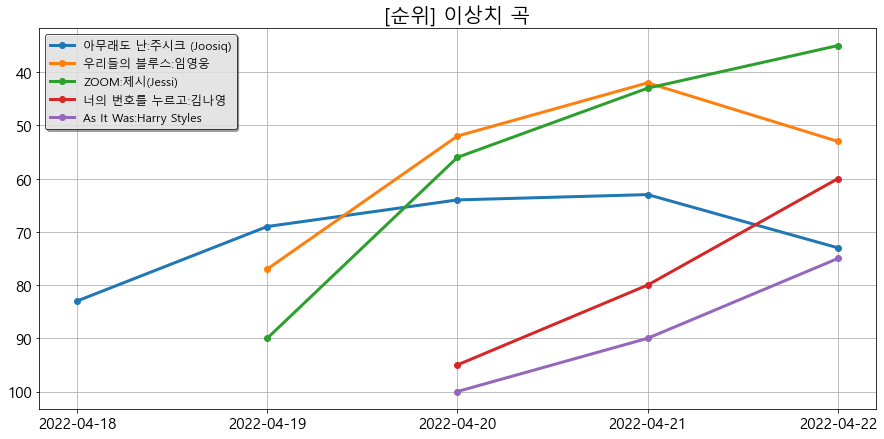 [순위] 이상치 곡
아무래도 난:주시크 (Joosiq)
우리들의 블루스:임영웅
ZOOM:제시(Jessi)
너의 번호를 누르고:김나영
As It Was:Harry Styles
40
50
60
70
80
90
100
2022-04-18 2022-04-19 2022-04-20 2022-04-21 2022-04-22